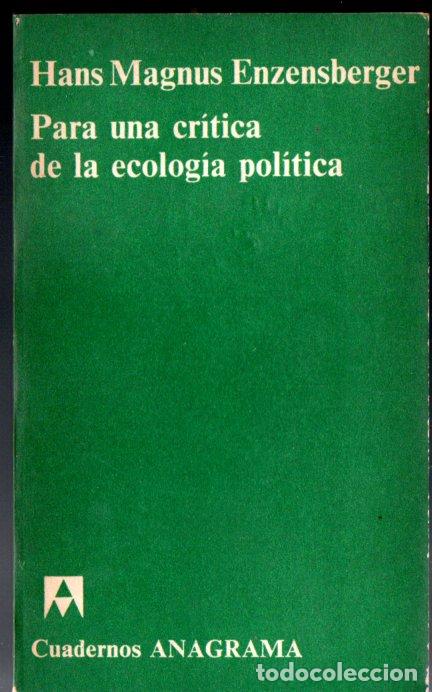 Hans Magnus Enzensberger
Para una crítica
de la ecología política
Cuadernos ANAGRAMA
todocoleccion